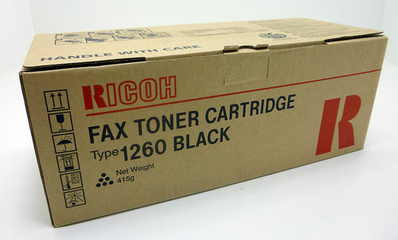 HANDLE WITH CARE
RICOH
FAX TONER CARTRIDGE
Type 1260 BLACK
Net Weight
415g
R